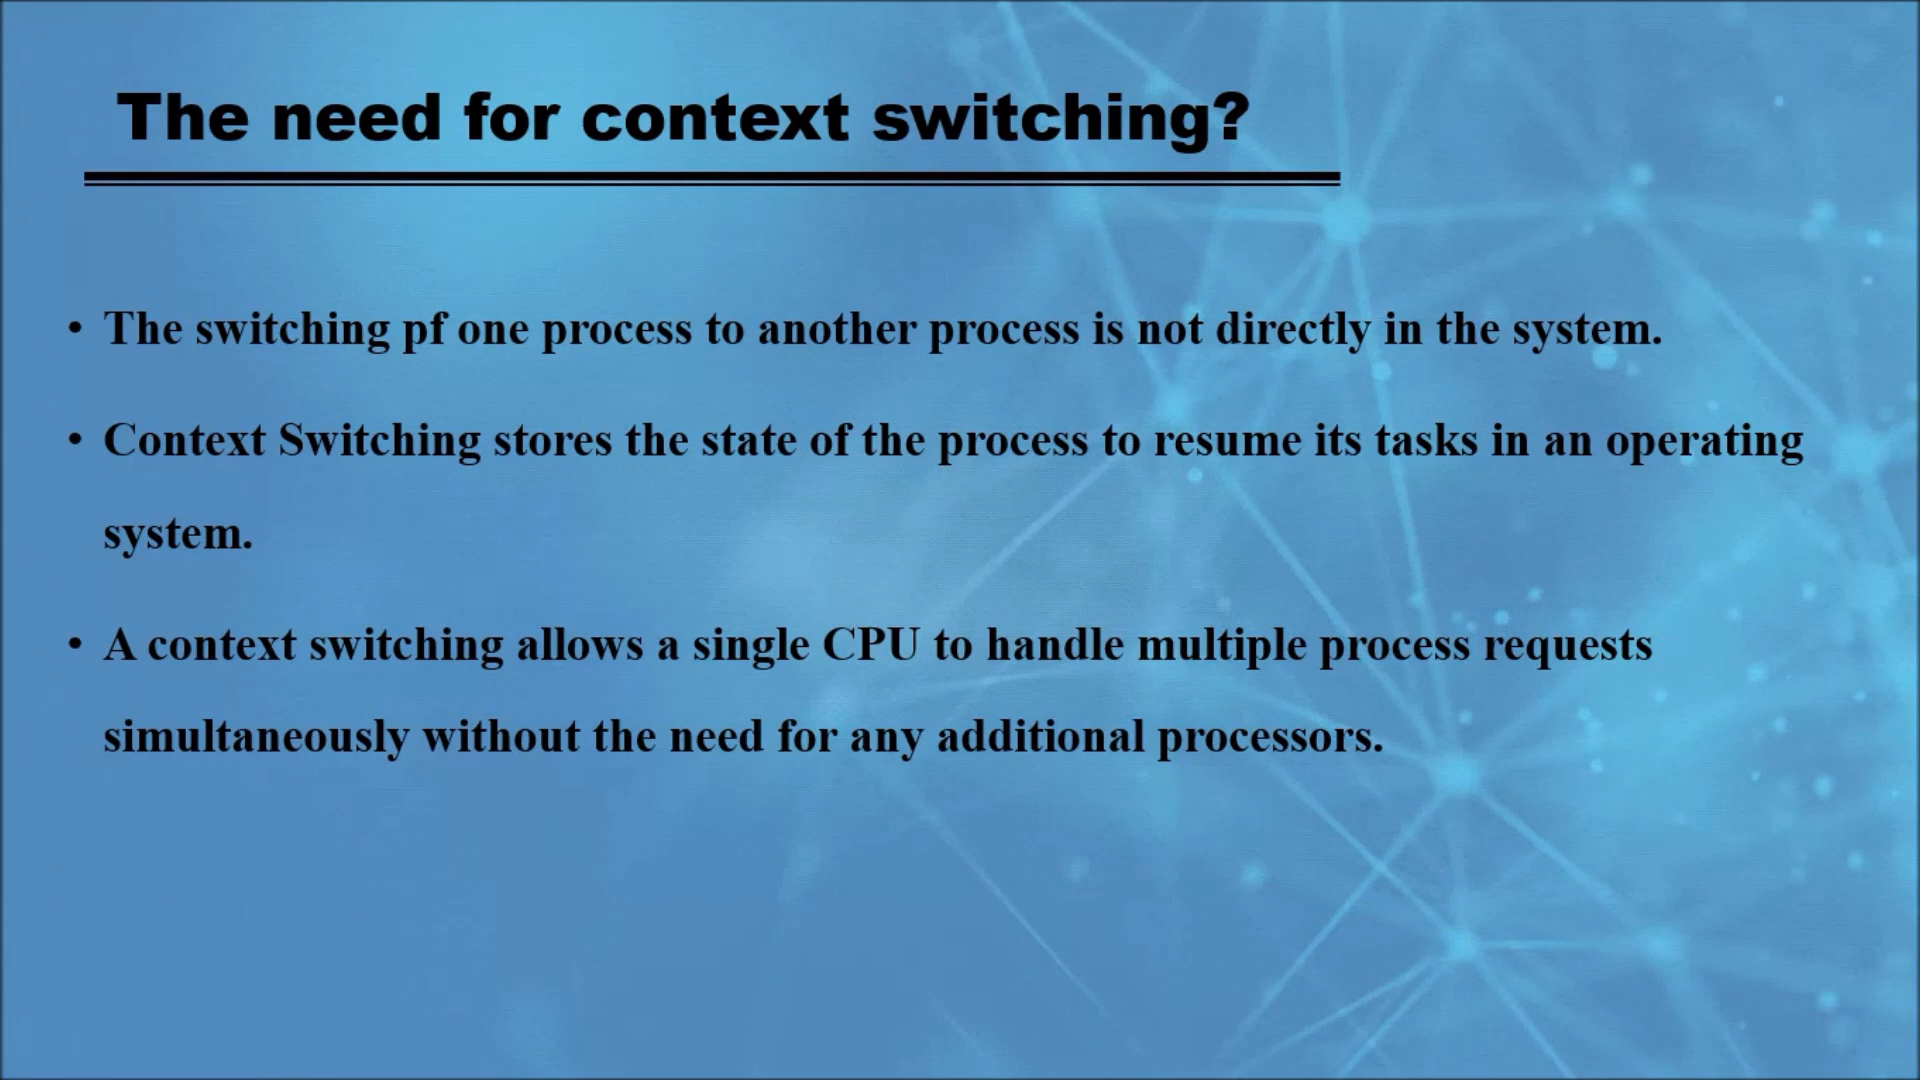 The need for context switching?
• The switching pf one process to another process is not directly in the system.
• Context Switching stores the state of the process to resume its tasks in an operating
system.
• A context switching allows a single CPU to handle multiple process requests
simultaneously without the need for any additional processors.